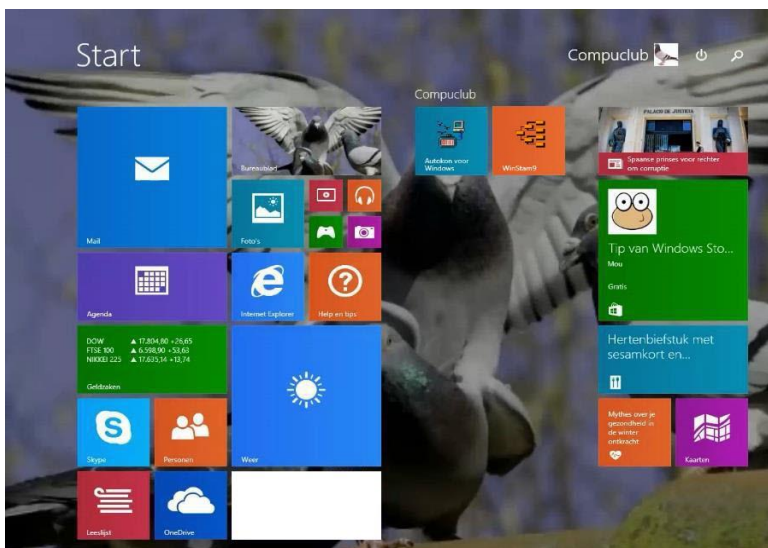 Start
Compuclub
Compuclub
Mail
Bureaublad
Foto's
Agenda
Internet Explorer
Help en tips
DOW ▲ 17.804,80 +26,65
FTSE 100 ▲ 6.598,90 +53,63
NIKKEI 225 ▲ 17.635,14 +13,74
Geldzaken
Weer
Skype
Personen
Leeslijst
OneDrive
Autokon voor
Windows
WinStam9
PALACIO DE JUSTICIA
Spaanse prinses voor rechter
om corruptie
Tip van Windows Sto...
Mou
Gratis
Hertenbiefstuk met
sesamkort en...
Mythes over je
gezondheid in
de winter
ontkracht
Kaarten